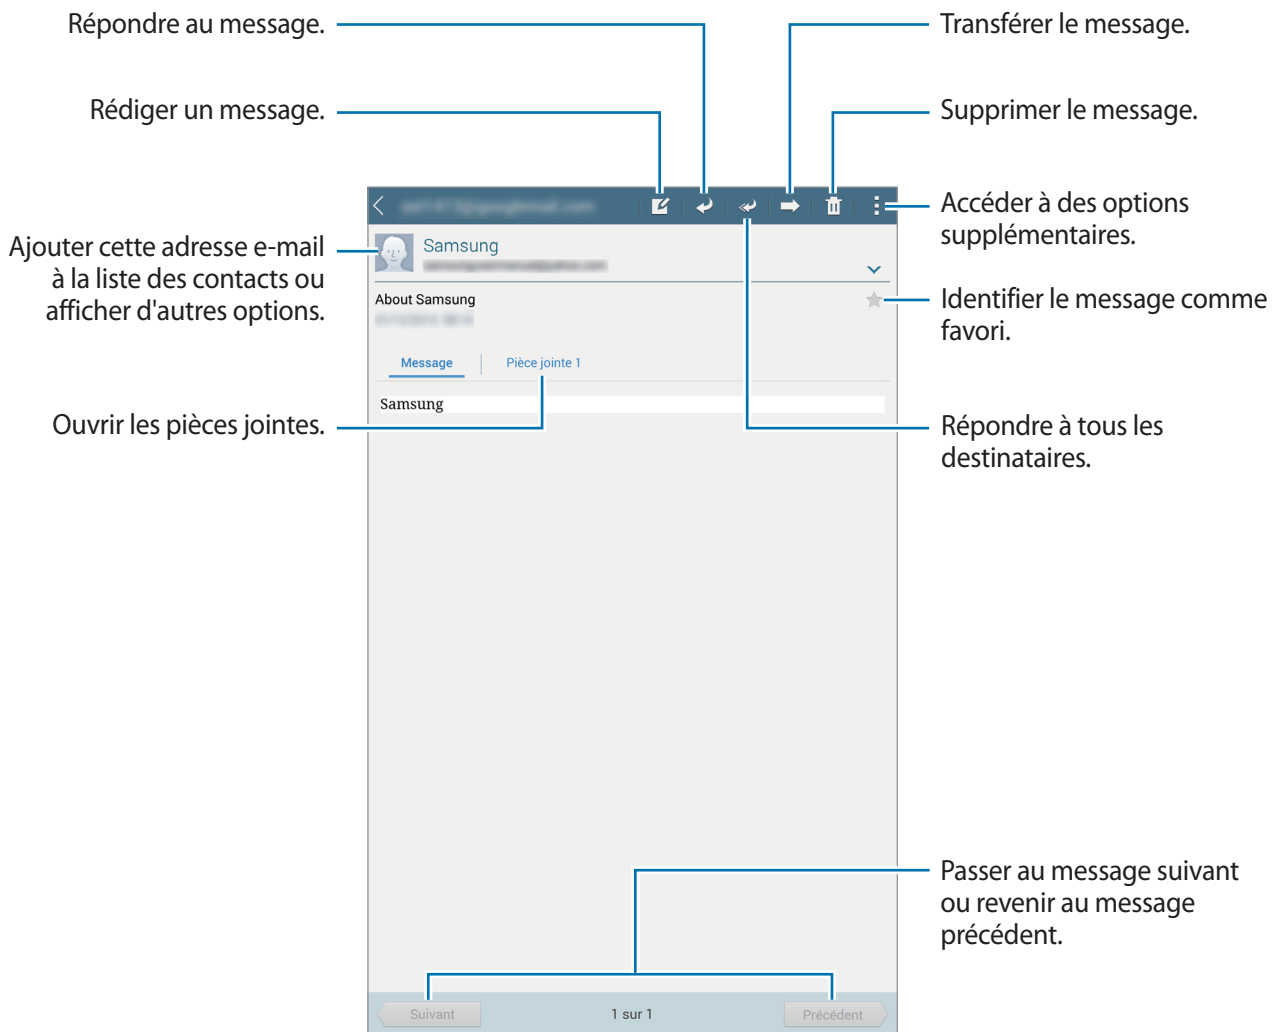 Répondre au message.
Transférer le message.
Rédiger un message.
Supprimer le message.
Accéder à des options
supplémentaires.
Ajouter cette adresse e-mail
à la liste des contacts ou
afficher d'autres options.
Samsung
About Samsung
Identifier le message comme
favori.
Message
Pièce jointe 1
Samsung
Ouvrir les pièces jointes.
Répondre à tous les
destinataires.
Passer au message suivant
ou revenir au message
précédent.
Suivant
1 sur 1
Précédent